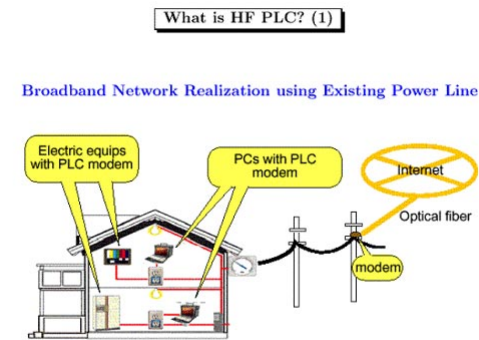 What is HF PLC? (1)
Broadband Network Realization using Existing Power Line
Electric equips
with PLC modem
PCs with PLC
modem
Internet
Optical fiber
modem